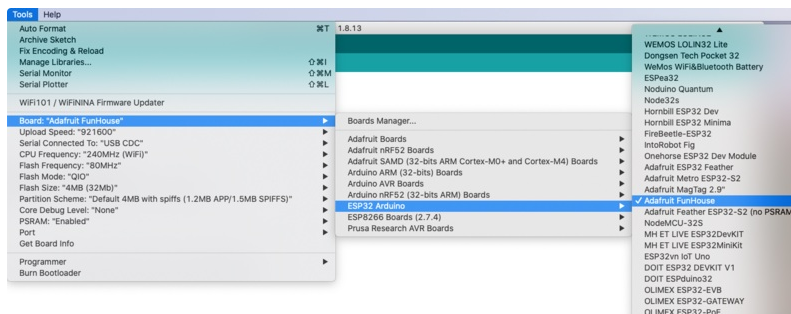 Tools Help
Auto Format ⌘T
Archive Sketch
Fix Encoding & Reload
Manage Libraries... ⇧⌘I
Serial Monitor ⇧⌘M
Serial Plotter ⇧⌘L
WiFi101 / WiFiNINA Firmware Updater
Board: "Adafruit FunHouse"
Upload Speed: "921600"
Serial Connected To: "USB CDC"
CPU Frequency: "240MHz (WiFi)"
Flash Frequency: "80MHz"
Flash Mode: "QIO"
Flash Size: "4MB (32Mb)"
Partition Scheme: "Default 4MB with spiffs (1.2MB APP/1.5MB SPIFFS)"
Core Debug Level: "None"
PSRAM: "Enabled"
Port
Get Board Info
Programmer
Burn Bootloader
1.8.13
Boards Manager...
Adafruit Boards
Adafruit nRF52 Boards
Adafruit SAMD (32-bits ARM Cortex-M0+ and Cortex-M4) Boards
Arduino ARM (32-bits) Boards
Arduino AVR Boards
Arduino nRF52 (32-bits ARM) Boards
ESP32 Arduino
ESP8266 Boards (2.7.4)
Prusa Research AVR Boards
WEMOS LOLIN32 Lite
Dongsen Tech Pocket 32
WeMos WiFi&Bluetooth Battery
ESPea32
Noduino Quantum
Node32s
Hornbill ESP32 Dev
Hornbill ESP32 Minima
FireBeetle-ESP32
IntoRobot Fig
Onehorse ESP32 Dev Module
Adafruit ESP32 Feather
Adafruit Metro ESP32-S2
Adafruit MagTag 2.9"
✓ Adafruit FunHouse
Adafruit Feather ESP32-S2 (no PSRAM
NodeMCU-32S
MH ET LIVE ESP32DevKIT
MH ET LIVE ESP32MiniKit
ESP32vn IoT Uno
DOIT ESP32 DEVKIT V1
DOIT ESPduino32
OLIMEX ESP32-EVB
OLIMEX ESP32-GATEWAY
OLIMEX ESP32-PoE